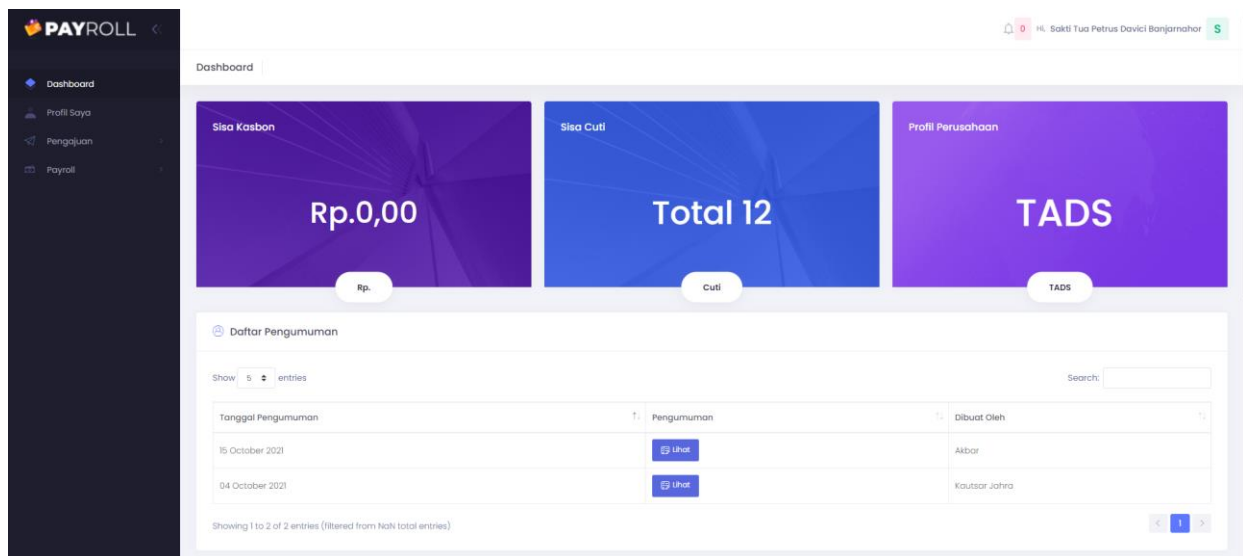 PAYROLL
0 Hi, Sakti Tua Petrus Davici Banjarnahor S
Dashboard
Dashboard
Profil Saya
Pengajuan
Payroll
Sisa Kasbon
Rp.0,00
Rp.
Sisa Cuti
Total 12
Cuti
Profil Perusahaan
TADS
TADS
Daftar Pengumuman
Show 5 entries
Search:
Tanggal Pengumuman Pengumuman Dibuat Oleh
15 October 2021 Lihat Akbar
04 October 2021 Lihat Kautsar Jahra
Showing 1 to 2 of 2 entries (filtered from NaN total entries)
1